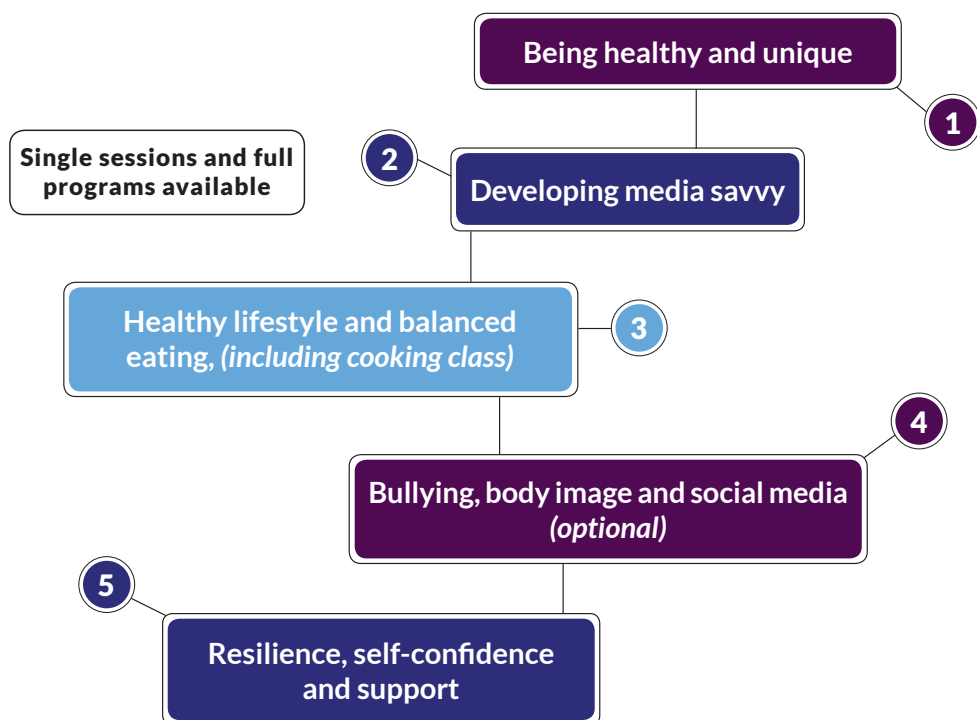 Being healthy and unique
1
Single sessions and full
programs available
2
Developing media savvy
Healthy lifestyle and balanced
eating, (including cooking class)
3
4
Bullying, body image and social media
(optional)
5
Resilience, self-confidence
and support